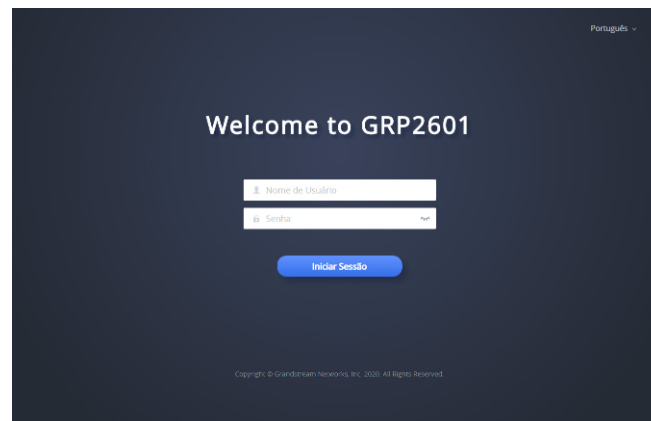 Português
Welcome to GRP2601
Nome de Usuário
Senha
Iniciar Sessão
Copyright © Grandstream Networks, Inc. 2020. All Rights Reserved.